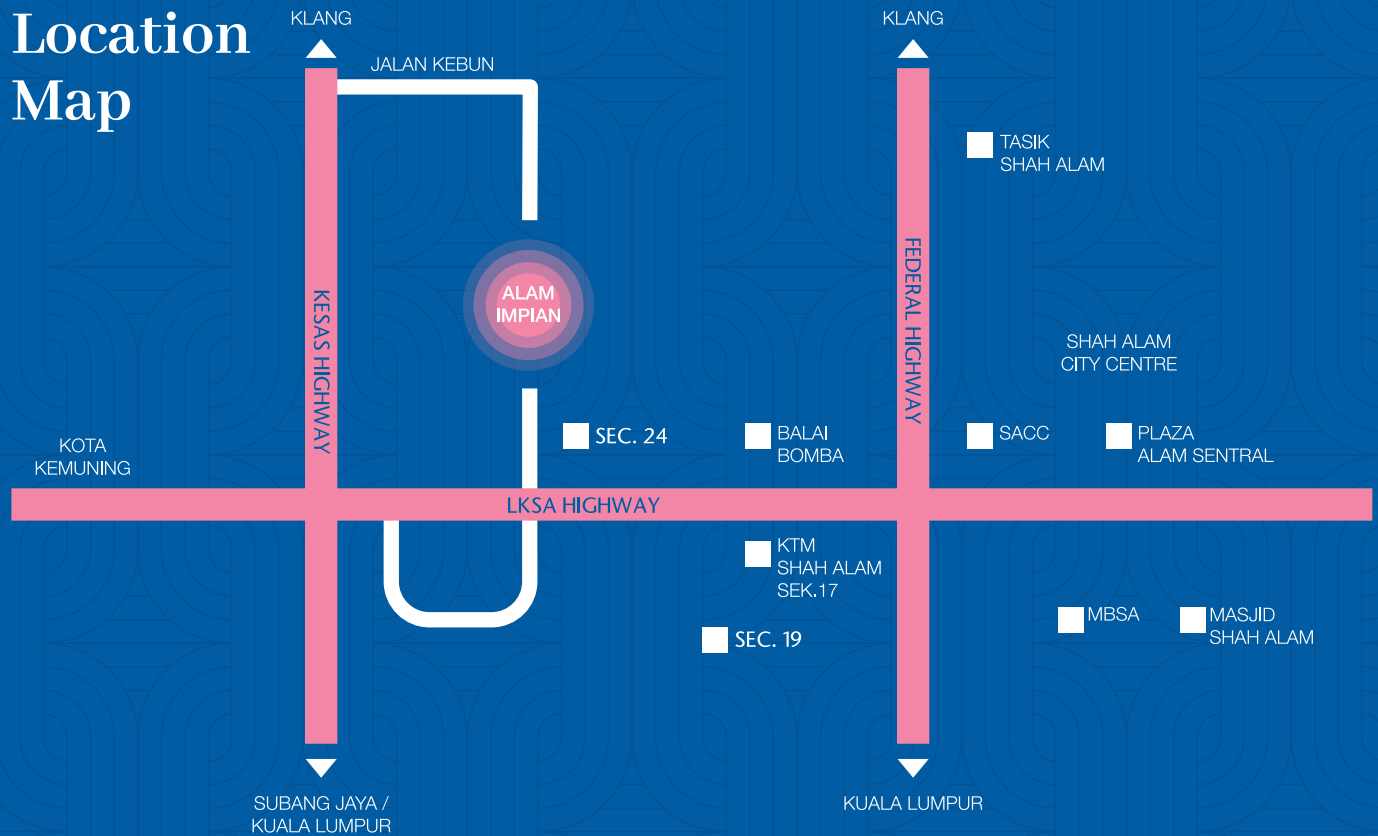 Location
Map
KLANG
KLANG
JALAN KEBUN
TASIK
SHAH ALAM
KESAS HIGHWAY
ALAM
IMPIAN
FEDERAL HIGHWAY
SHAH ALAM
CITY CENTRE
KOTA
KEMUNING
SEC. 24
BALAI
BOMBA
SACC
PLAZA
ALAM SENTRAL
LKSA HIGHWAY
KTM
SHAH ALAM
SEK.17
SEC. 19
MBSA
MASJID
SHAH ALAM
SUBANG JAYA /
KUALA LUMPUR
KUALA LUMPUR